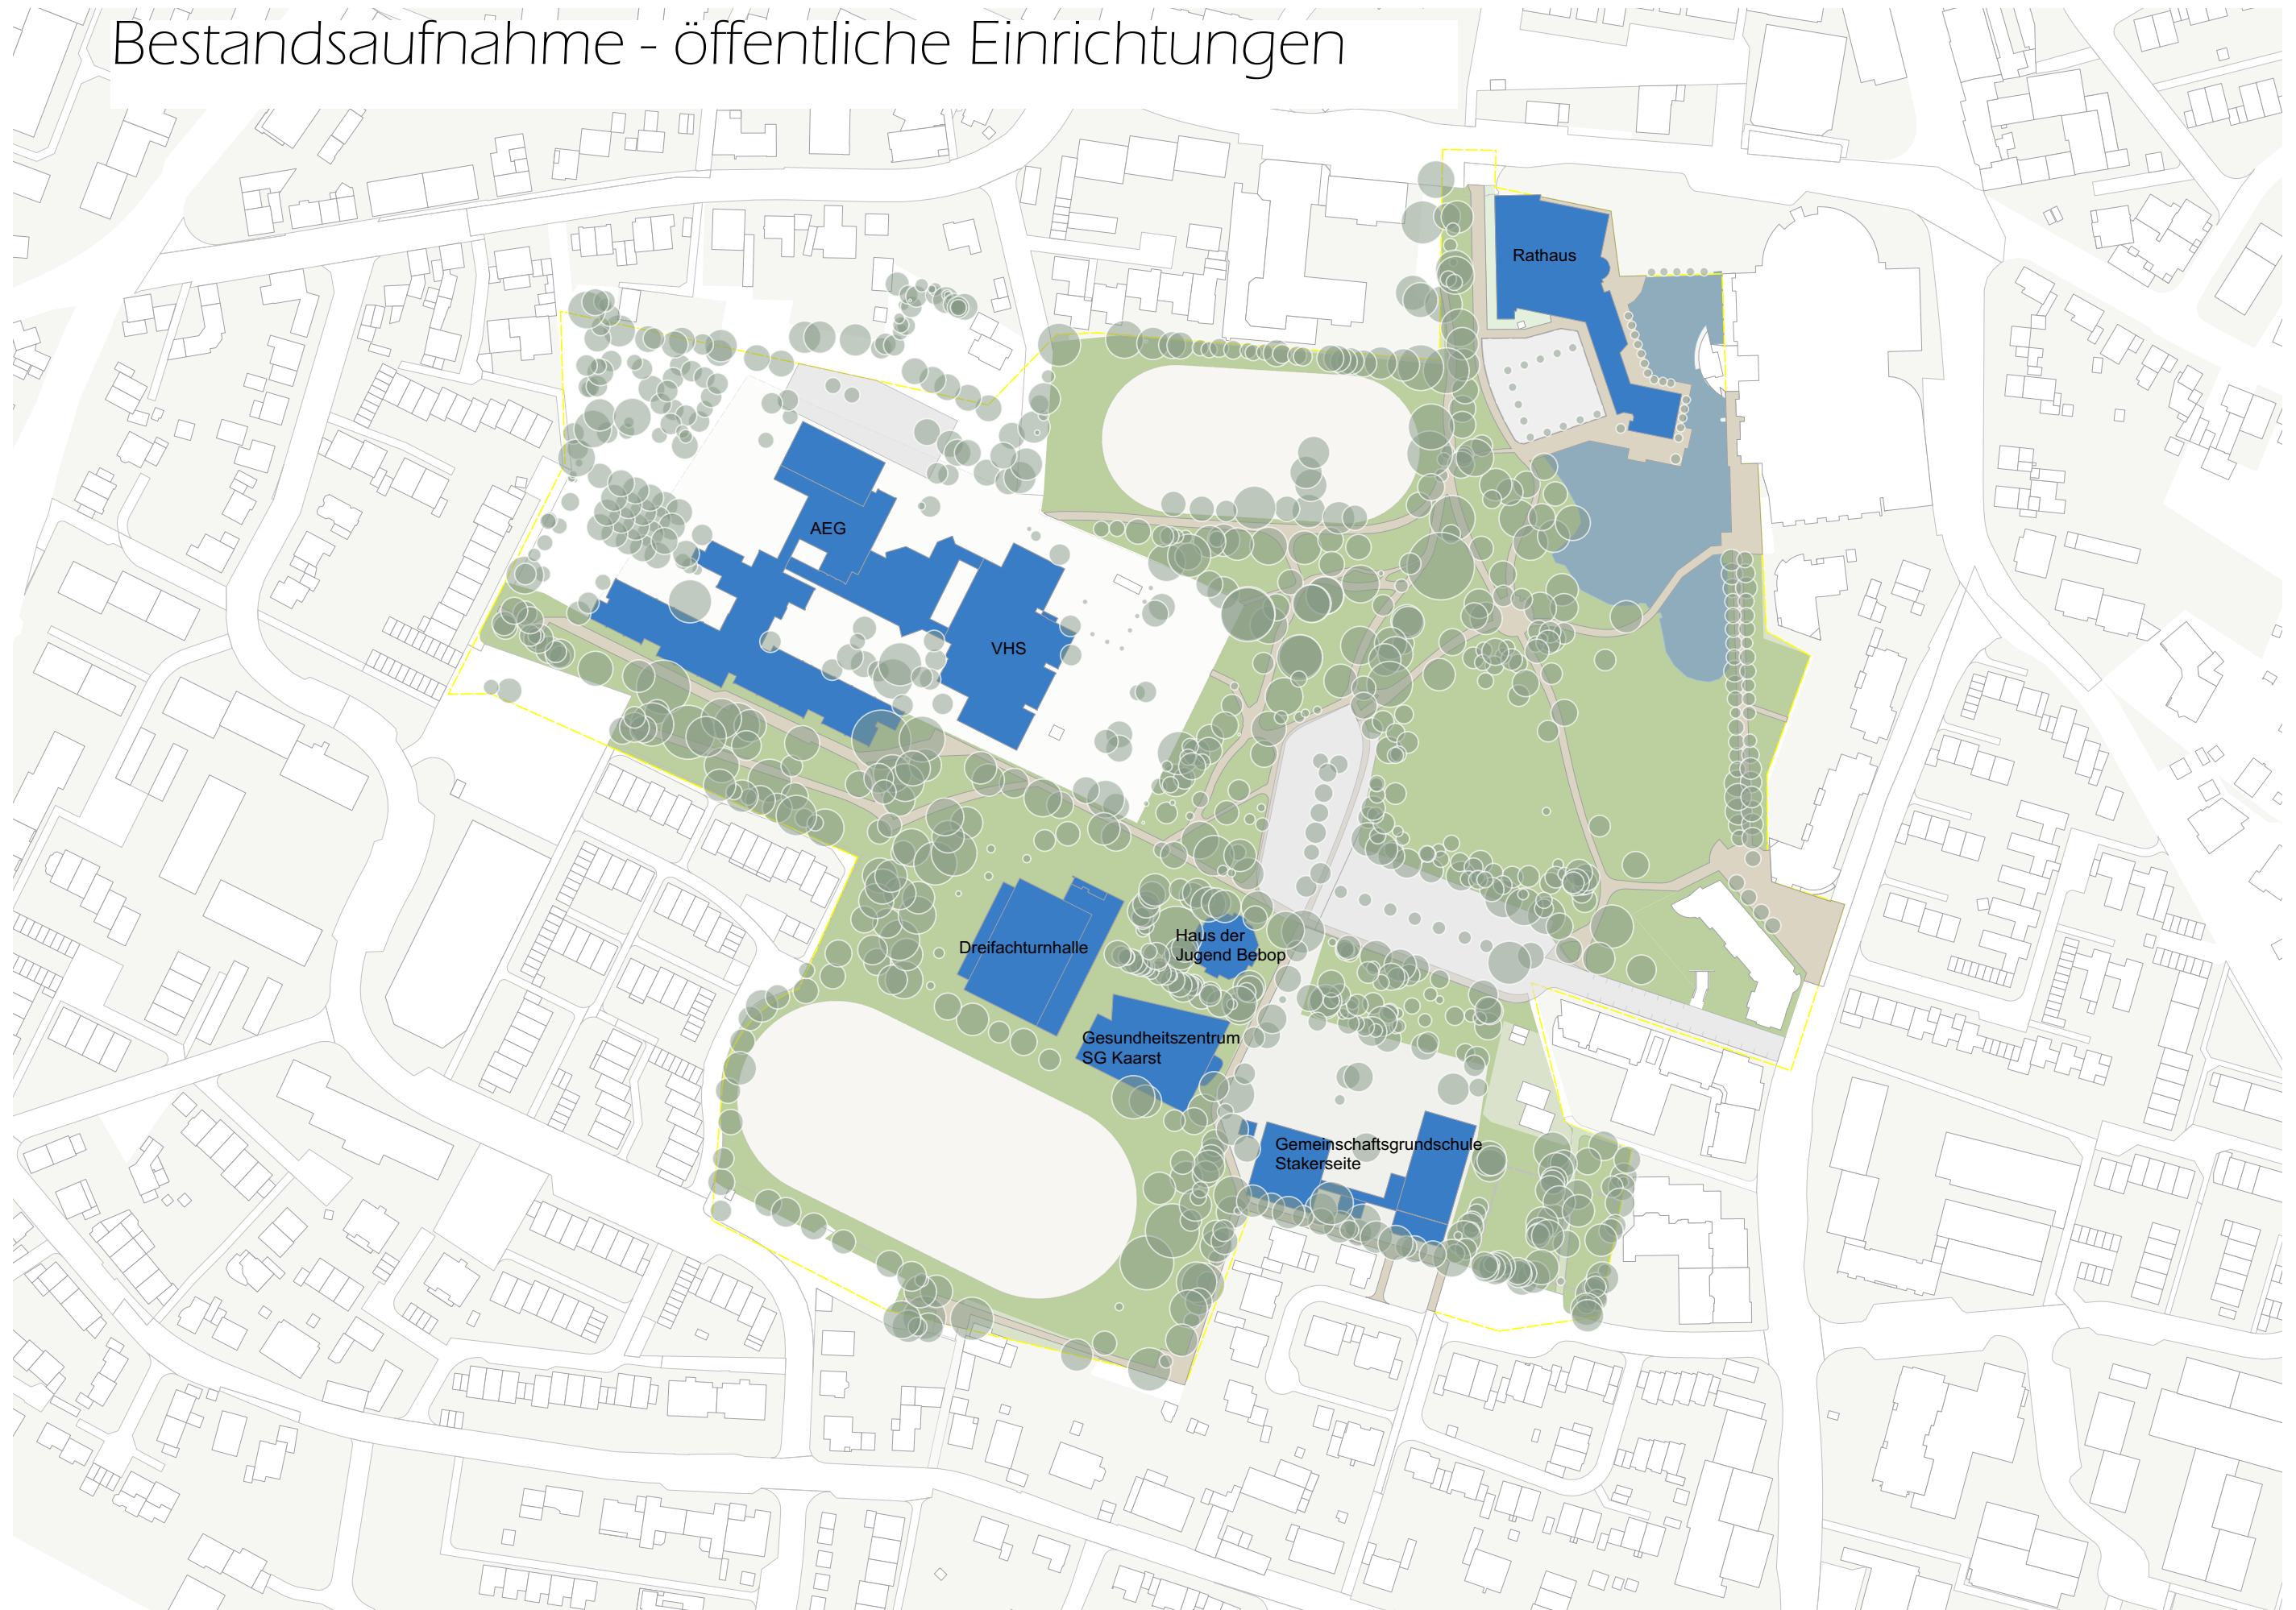 Bestandsaufnahme - öffentliche Einrichtungen
Rathaus
AEG
VHS
Haus der
Jugend Bebop
Dreifachturnhalle
Gesundheitszentrum
SG Kaarst
Gemeinschaftsgrundschule
Stakerseite